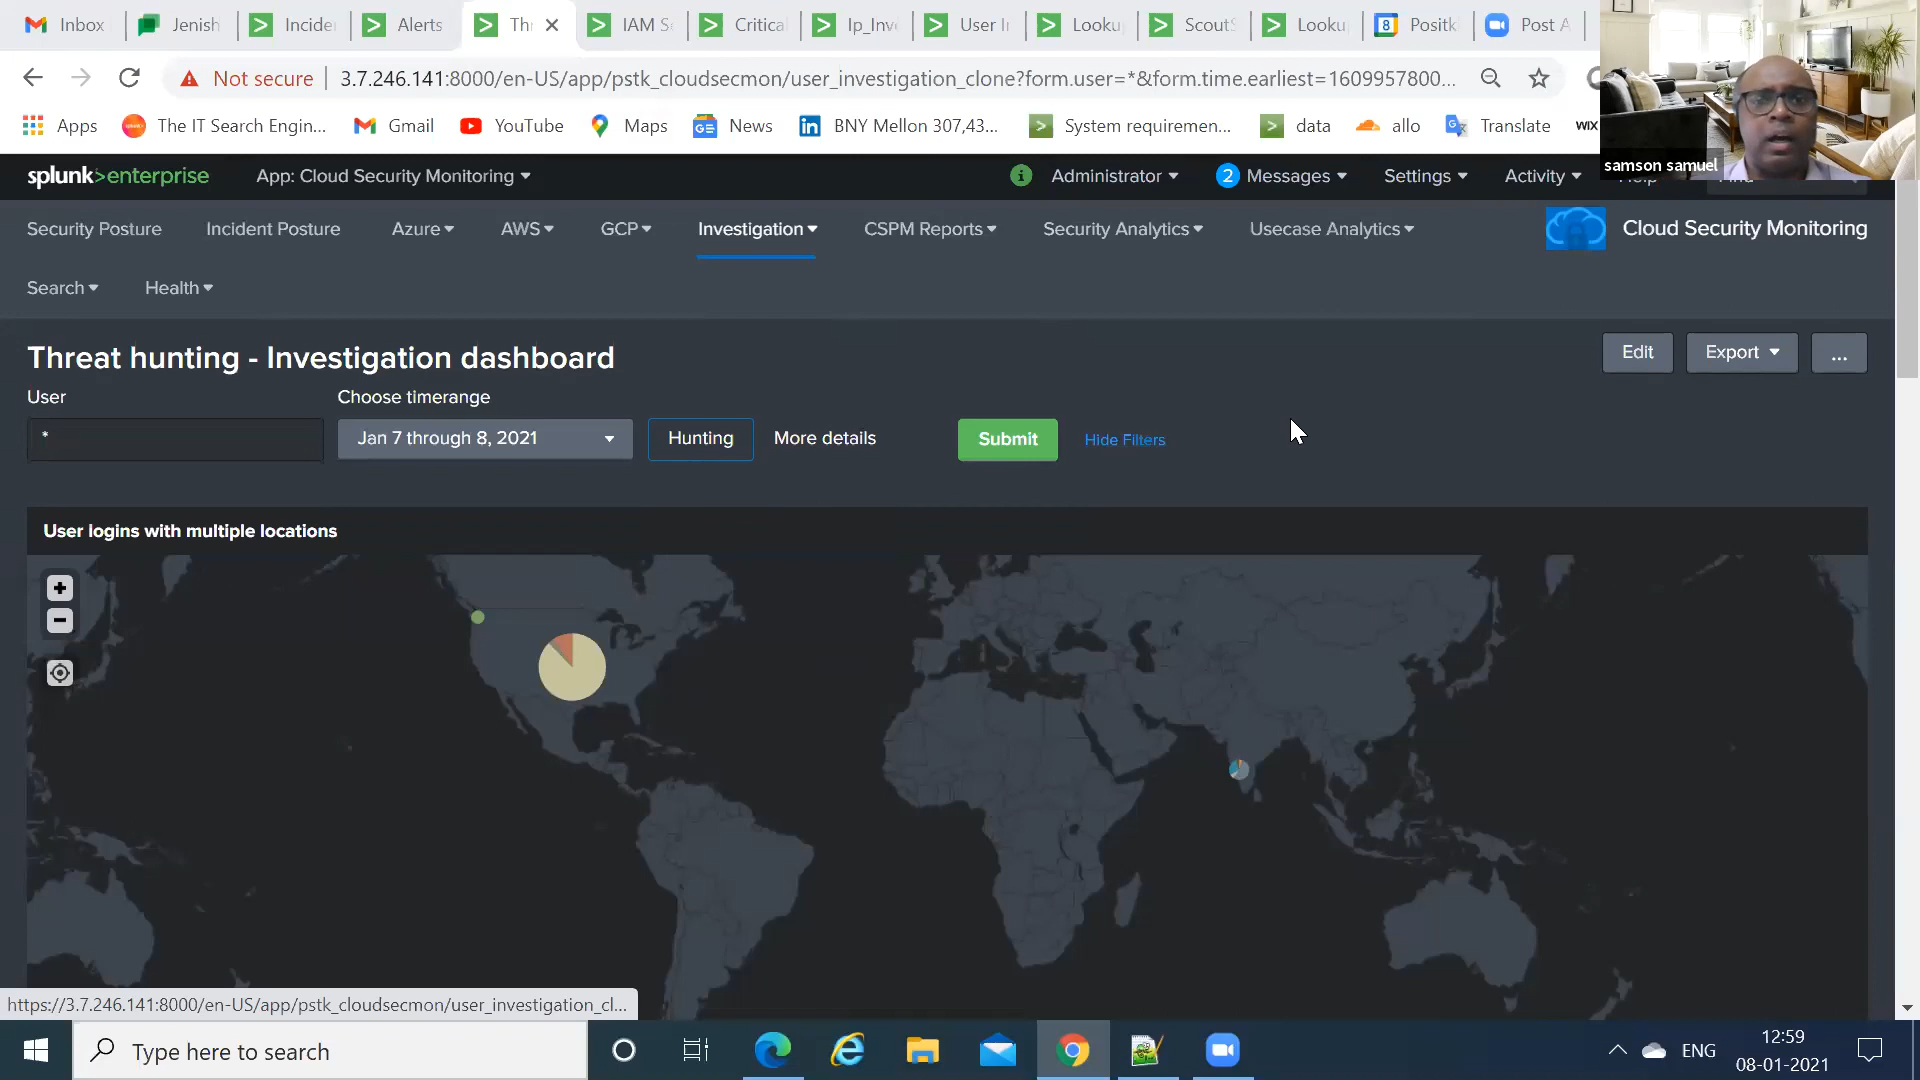 Inbox
Jenish
Incide
Alerts
Th
IAM S
Critica
Ip_Inv
User I
Looku
Scout
Looku
Positk
Post A
Not secure
3.7.246.141:8000/en-US/app/pstk_cloudsecmon/user_investigation_clone?form.user=*&form.time.earliest=1609957800...
Apps
The IT Search Engin...
Gmail
YouTube
Maps
News
BNY Mellon 307,43...
System requiremen...
data
allo
Translate
WIX
samson samuel
splunk>enterprise
App: Cloud Security Monitoring
Administrator
2 Messages
Settings
Activity
Security Posture
Incident Posture
Azure
AWS
GCP
Investigation
CSPM Reports
Security Analytics
Usecase Analytics
Cloud Security Monitoring
Search
Health
Threat hunting - Investigation dashboard
Edit
Export
...
User
Choose timerange
*
Jan 7 through 8, 2021
Hunting
More details
Submit
Hide Filters
User logins with multiple locations
+
-
https://3.7.246.141:8000/en-US/app/pstk_cloudsecmon/user_investigation_cl...
Type here to search
ENG
12:59
08-01-2021